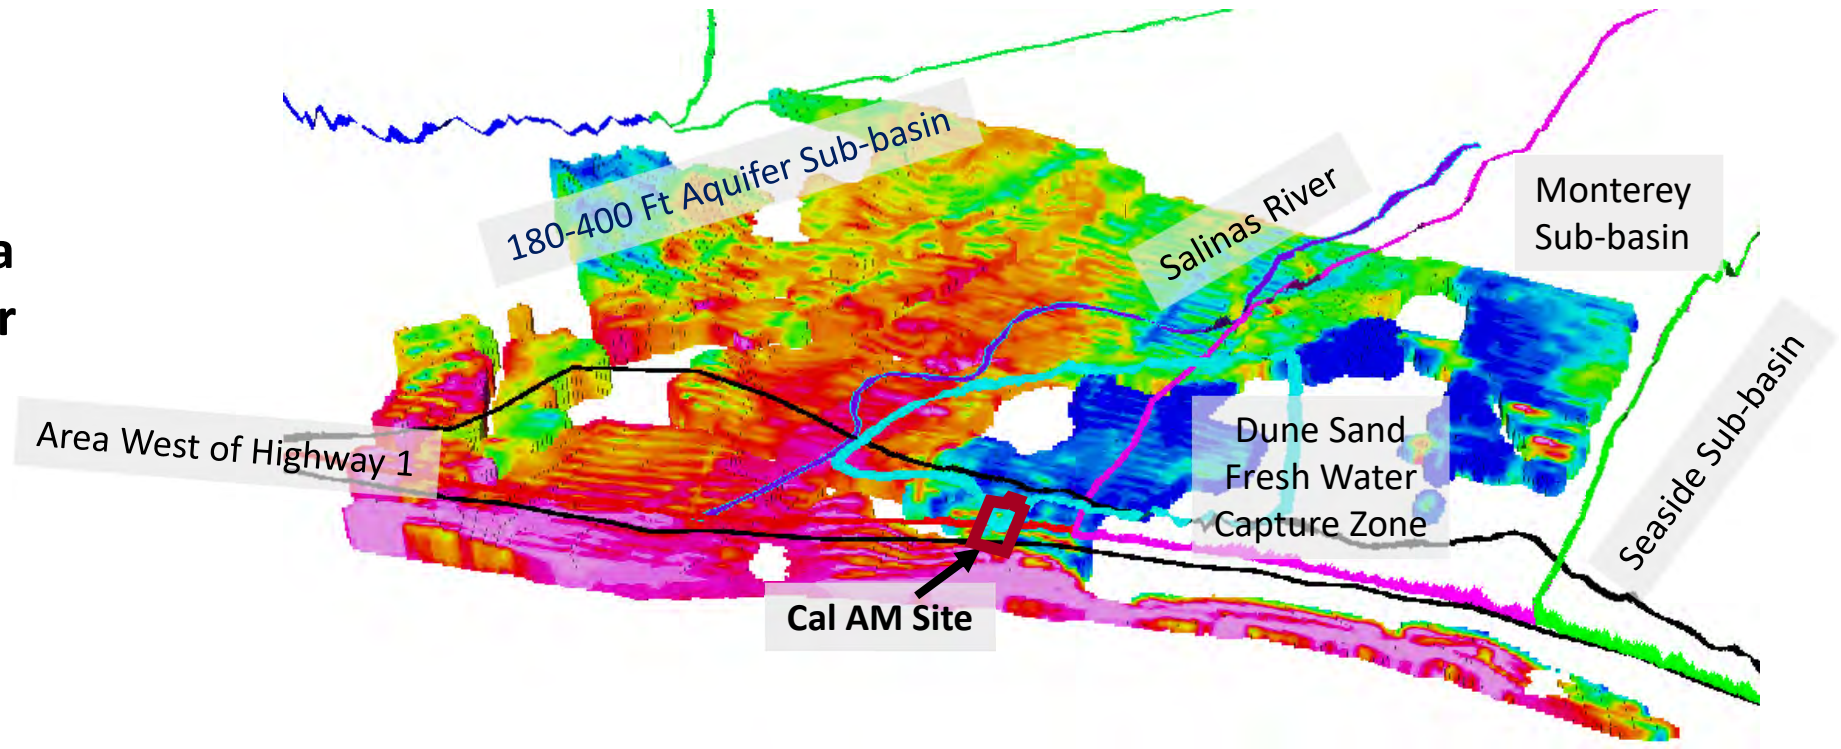 180-400 Ft Aquifer Sub-basin
Salinas River
Monterey
Sub-basin
a
r
Area West of Highway 1
Dune Sand
Fresh Water
Capture Zone
Seaside Sub-basin
Cal AM Site